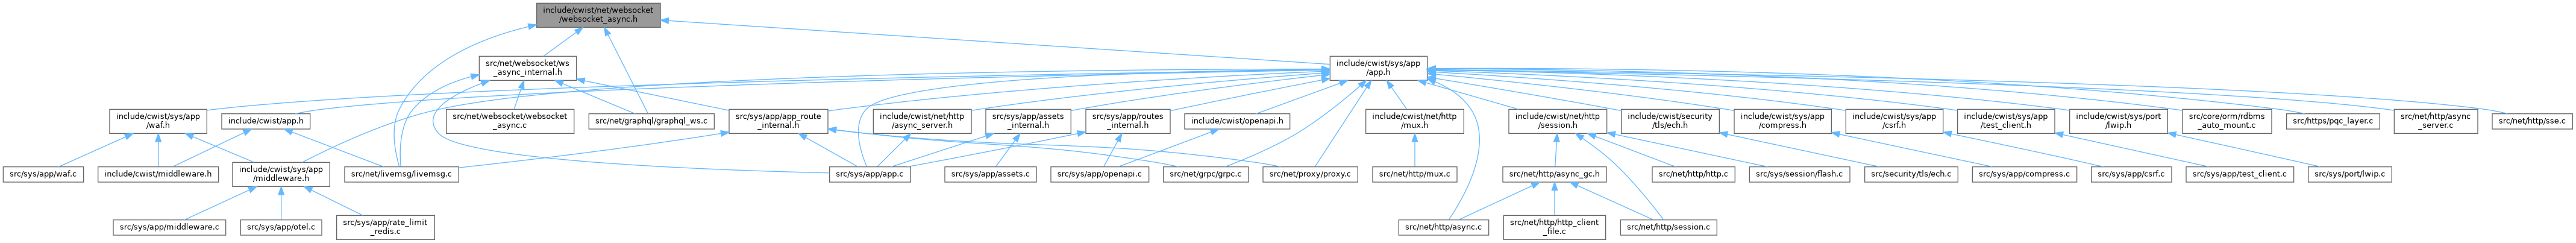 include/cwist/net/websocket
/websocket_async.h
src/net/websocket/ws
_async_internal.h
include/cwist/sys/app
/app.h
include/cwist/sys/app
/waf.h
include/cwist/app.h
src/net/websocket/websocket
_async.c
src/net/graphql/graphql_ws.c
src/sys/app/app_route
_internal.h
include/cwist/net/http
/async_server.h
src/sys/app/assets
_internal.h
src/sys/app/routes
_internal.h
include/cwist/openapi.h
include/cwist/net/http
/mux.h
include/cwist/net/http
/session.h
include/cwist/security
/tls/ech.h
include/cwist/sys/app
/compress.h
include/cwist/sys/app
/csrf.h
include/cwist/sys/app
/test_client.h
include/cwist/sys/port
/lwip.h
src/core/orm/rdbms
_auto_mount.c
src/https/pqc_layer.c
src/net/http/async
_server.c
src/net/http/sse.c
src/sys/app/waf.c
include/cwist/middleware.h
include/cwist/sys/app
/middleware.h
src/net/livemsg/livemsg.c
src/sys/app/app.c
src/sys/app/assets.c
src/sys/app/openapi.c
src/net/grpc/grpc.c
src/net/proxy/proxy.c
src/net/http/mux.c
src/net/http/async_gc.h
src/net/http/http.c
src/sys/session/flash.c
src/security/tls/ech.c
src/sys/app/compress.c
src/sys/app/csrf.c
src/sys/app/test_client.c
src/sys/port/lwip.c
src/sys/app/middleware.c
src/sys/app/otel.c
src/sys/app/rate_limit
_redis.c
src/net/http/async.c
src/net/http/http_client
_file.c
src/net/http/session.c